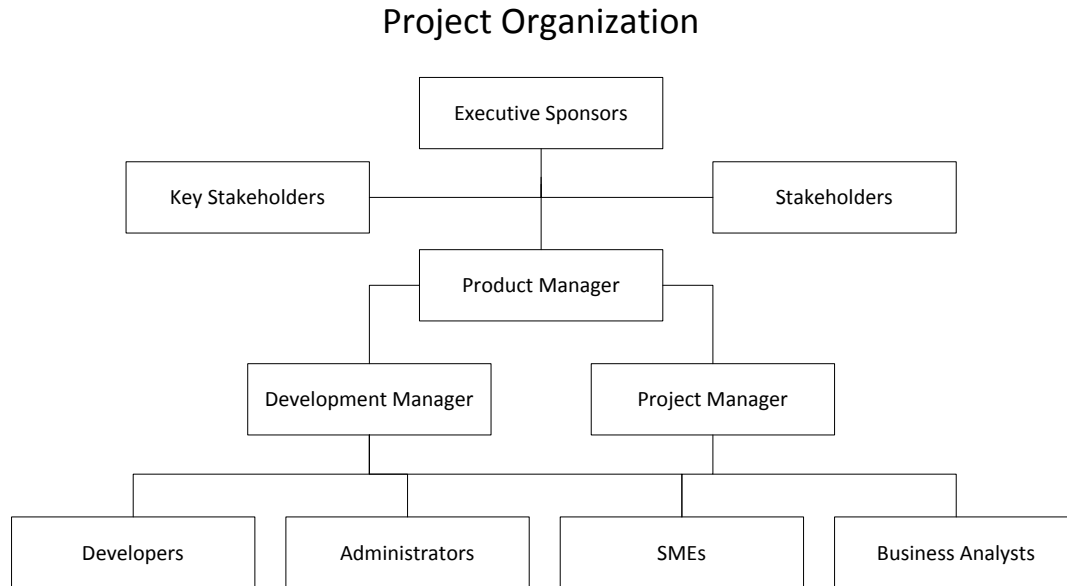 Project Organization
Executive Sponsors
Key Stakeholders
Stakeholders
Product Manager
Development Manager
Project Manager
Developers
Administrators
SMEs
Business Analysts